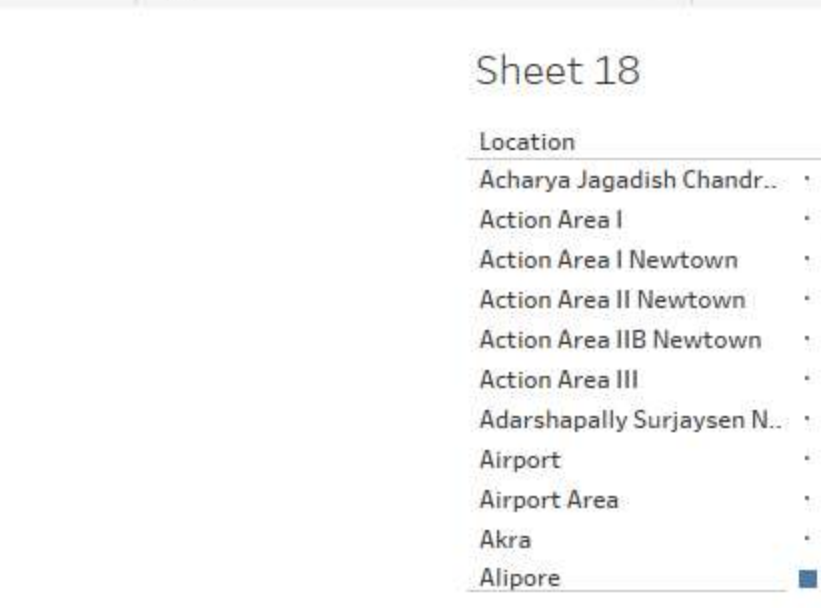 Sheet 18
Location
Acharya Jagadish Chandr..
Action Area I
Action Area I Newtown
Action Area II Newtown
Action Area IIB Newtown
Action Area III
Adarshapally Surjaysen N..
Airport
Airport Area
Akra
Alipore